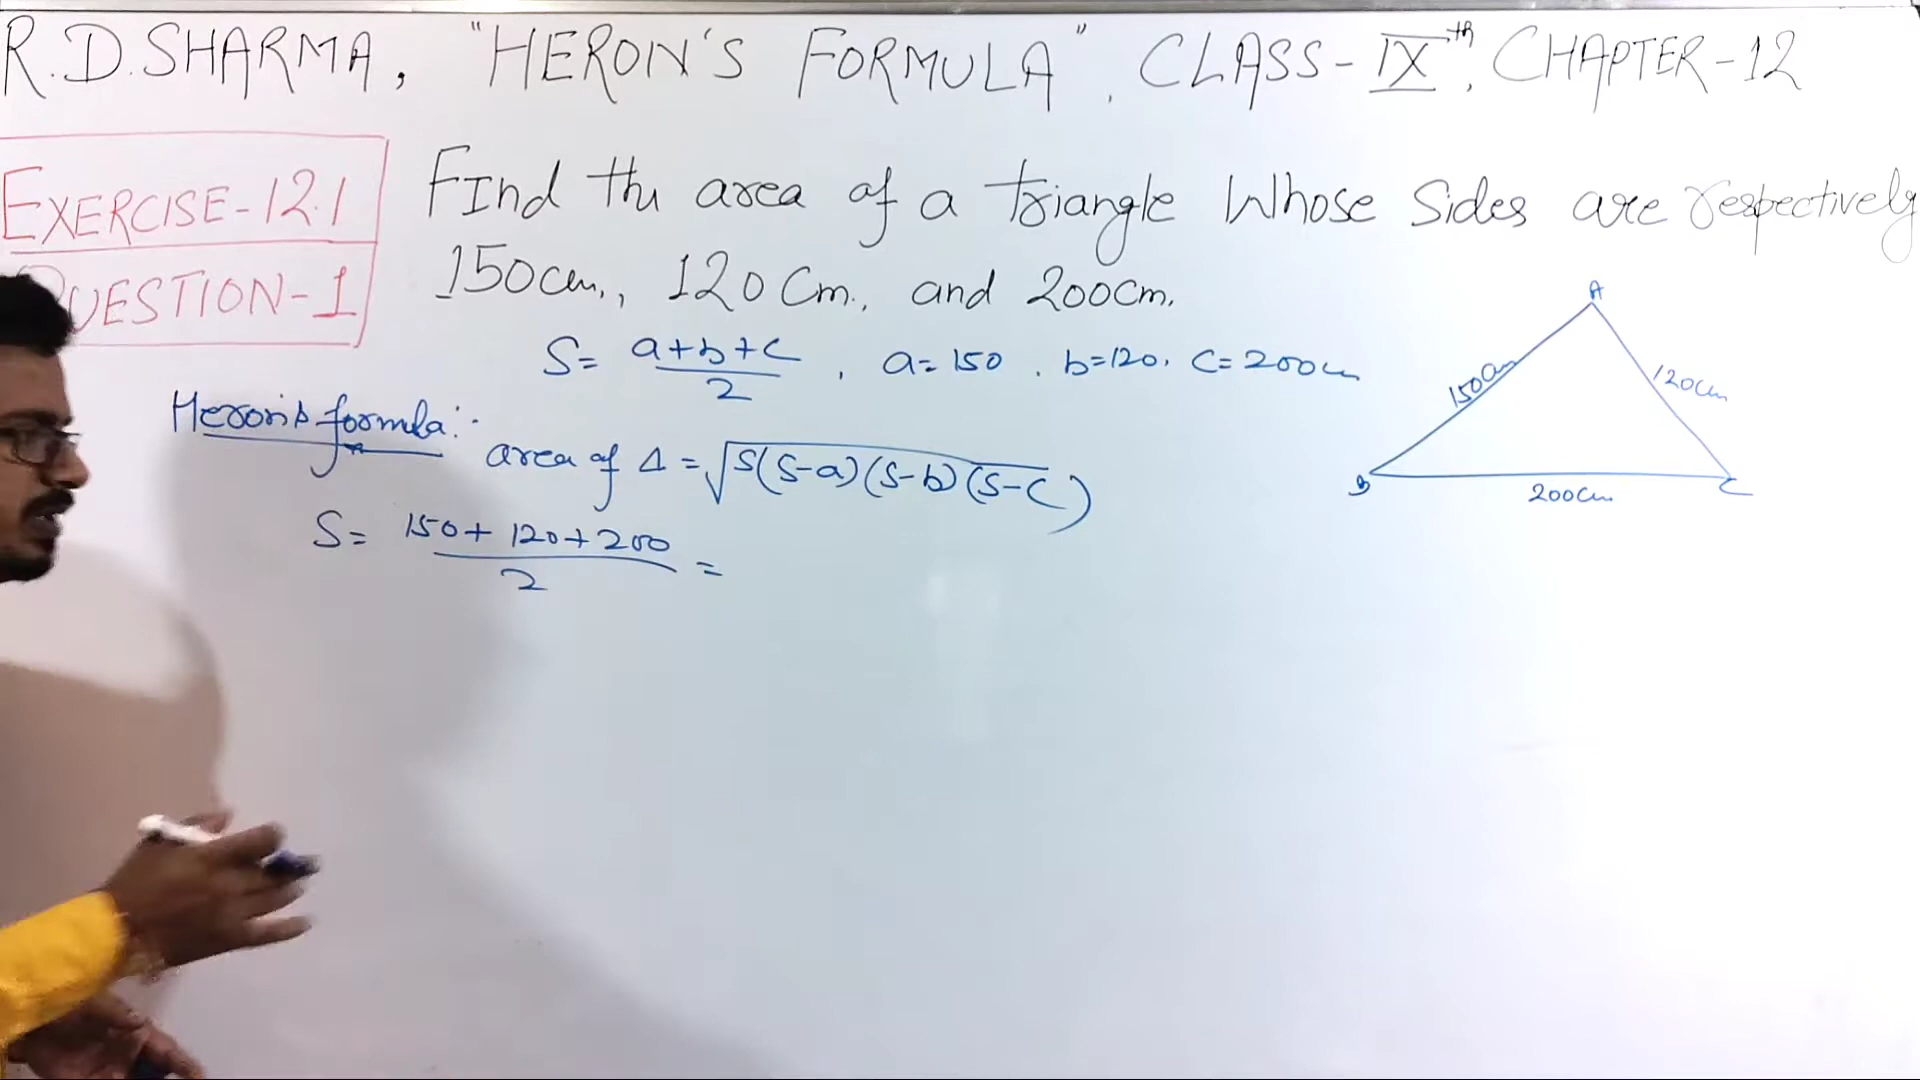 R.D.SHARMA, "HERON'S FORMULA", CLASS-IXth, CHAPTER-12
EXERCISE-12.1
QUESTION-1
FInd the area of a triangle Whose Sides are respectively
150cm., 120 Cm., and 200cm.
S= a+b+c/2, a=150, b=120, C=200cm
Heron's formula:-
area of Δ = √S(S-a)(S-b)(S-C)
S= 150+120+200/2 =
A
150cm
120cm
B
200cm
C